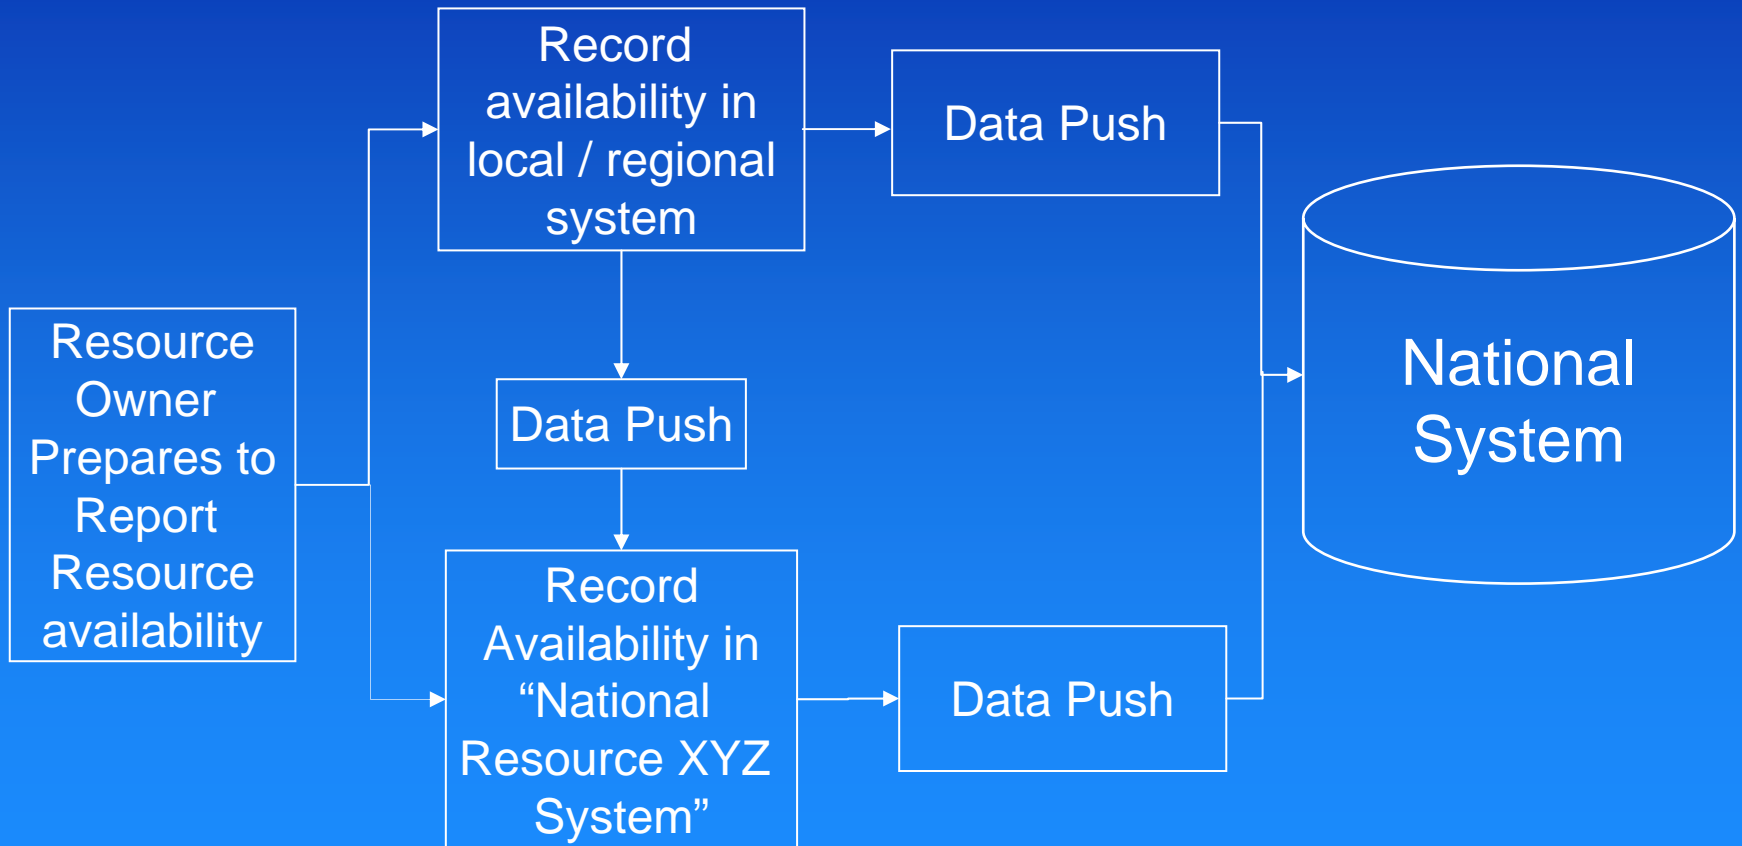 Resource
Owner
Prepares to
Report
Resource
availability
Record
availability in
local / regional
system
Data Push
Data Push
Record
Availability in
“National
Resource XYZ
System”
Data Push
National
System